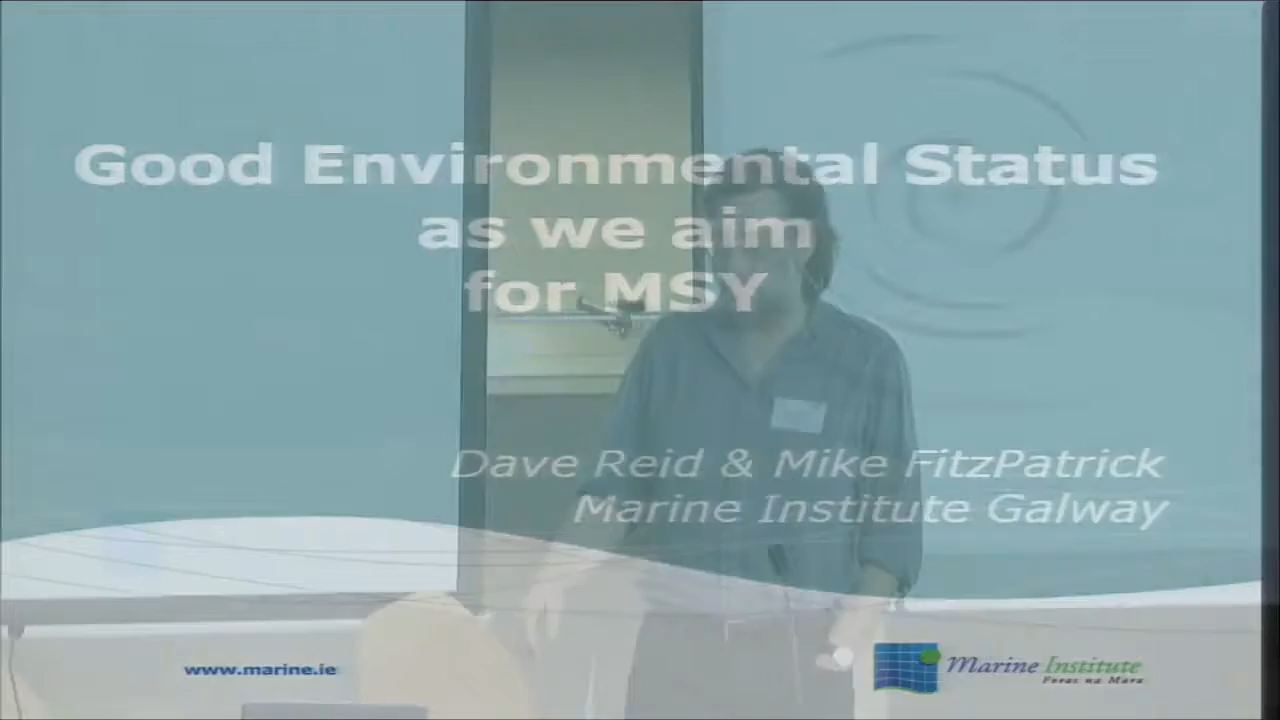 Good Environmental Status
as we aim
for MSY
Dave Reid & Mike FitzPatrick
Marine Institute Galway
www.marine.ie
Marine Institute
Foras na Mara